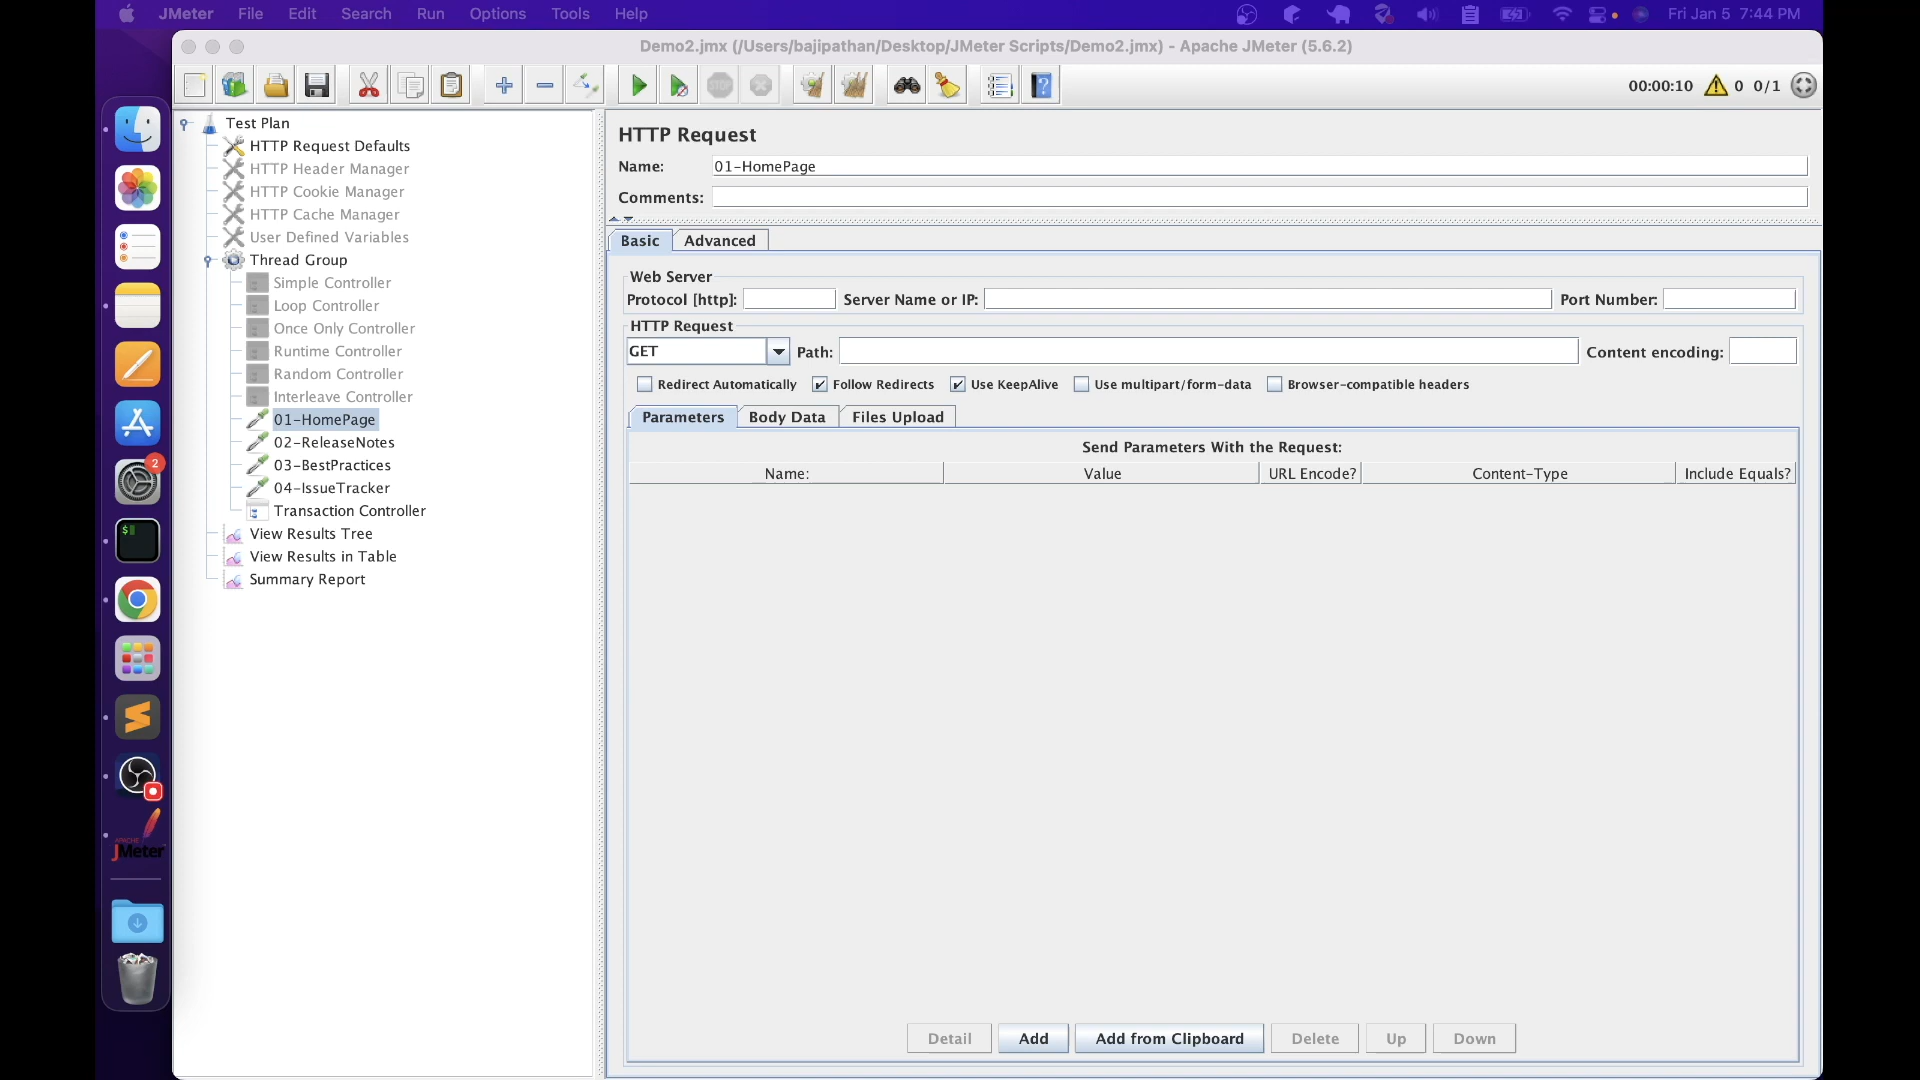 JMeter File Edit Search Run Options Tools Help Fri Jan 5 7:44 PM
Demo2.jmx (/Users/bajipathan/Desktop/JMeter Scripts/Demo2.jmx) - Apache JMeter (5.6.2)
STOP 00:00:10 0 0/1
Test Plan
HTTP Request Defaults
HTTP Header Manager
HTTP Cookie Manager
HTTP Cache Manager
User Defined Variables
Thread Group
Simple Controller
Loop Controller
Once Only Controller
Runtime Controller
Random Controller
Interleave Controller
01-HomePage
02-ReleaseNotes
03-BestPractices
04-IssueTracker
Transaction Controller
View Results Tree
View Results in Table
Summary Report
HTTP Request
Name: 01-HomePage
Comments:
Basic Advanced
Web Server
Protocol [http]: Server Name or IP: Port Number:
HTTP Request
GET Path: Content encoding:
Redirect Automatically Follow Redirects Use KeepAlive Use multipart/form-data Browser-compatible headers
Parameters Body Data Files Upload
Send Parameters With the Request:
Name: Value URL Encode? Content-Type Include Equals?
Detail Add Add from Clipboard Delete Up Down
2
$
APACHE
JMeter